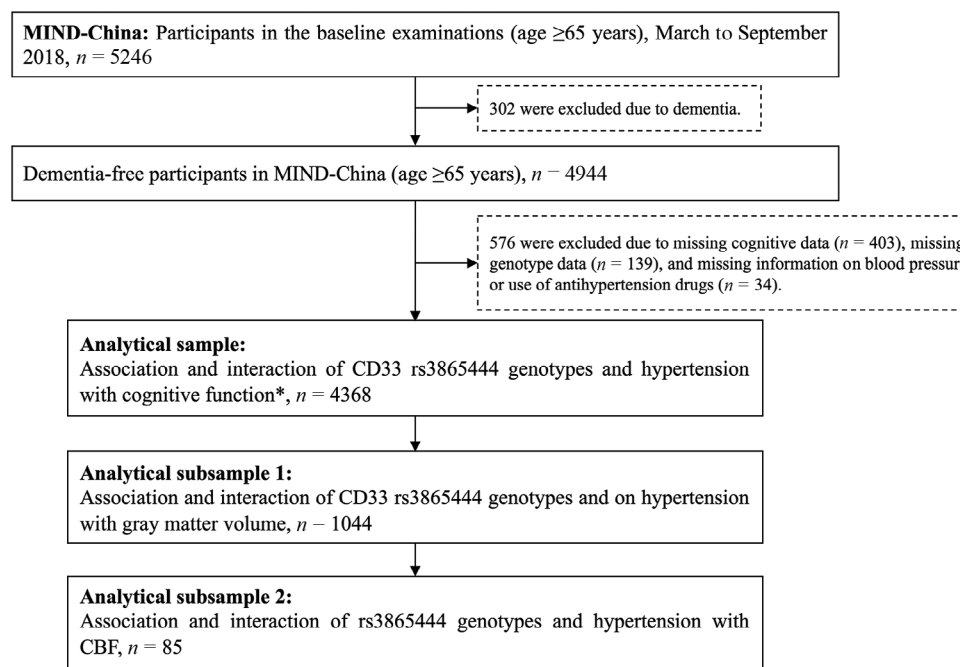 MIND-China: Participants in the baseline examinations (age ≥65 years), March to September
2018, n = 5246
302 were excluded due to dementia.
Dementia-free participants in MIND-China (age ≥65 years), n − 4944
576 were excluded due to missing cognitive data (n = 403), missing
genotype data (n = 139), and missing information on blood pressur
or use of antihypertension drugs (n = 34).
Analytical sample:
Association and interaction of CD33 rs3865444 genotypes and hypertension
with cognitive function*, n = 4368
Analytical subsample 1:
Association and interaction of CD33 rs3865444 genotypes and on hypertension
with gray matter volume, n − 1044
Analytical subsample 2:
Association and interaction of rs3865444 genotypes and hypertension with
CBF, n = 85